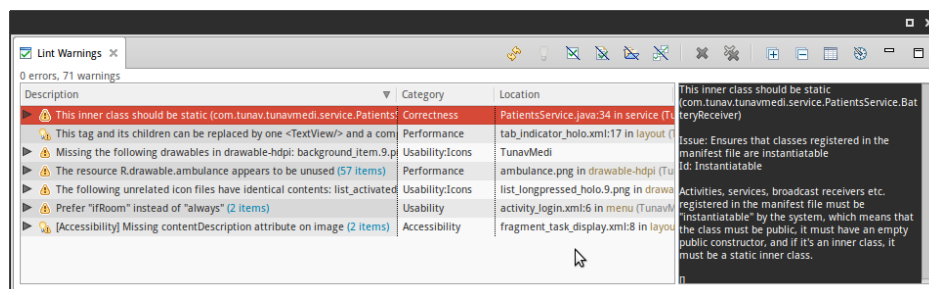 Lint Warnings
0 errors, 71 warnings
Description Category Location
This inner class should be static (com.tunav.tunavmedi.service.Patients Correctness PatientsService.java:34 in service (Tu
This tag and its children can be replaced by one <TextView/> and a com Performance tab_indicator_holo.xml:17 in layout (T
Missing the following drawables in drawable-hdpi: background_item.9.p Usability:Icons TunavMedi
The resource R.drawable.ambulance appears to be unused (57 items) Performance ambulance.png in drawable-hdpi (Tu
The following unrelated icon files have identical contents: list_activated Usability:Icons list_longpressed_holo.9.png in drawa
Prefer "ifRoom" instead of "always" (2 items) Usability activity_login.xml:6 in menu (TunavM
[Accessibility] Missing contentDescription attribute on image (2 items) Accessibility fragment_task_display.xml:8 in layou
This inner class should be static
(com.tunav.tunavmedi.service.PatientsService.Bat
teryReceiver)
Issue: Ensures that classes registered in the
manifest file are instantiatable
Id: Instantiatable
Activities, services, broadcast receivers etc.
registered in the manifest file must be
"instantiatable" by the system, which means that
the class must be public, it must have an empty
public constructor, and if it's an inner class, it
must be a static inner class.